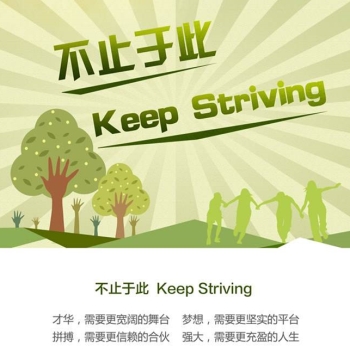 不止于此
Keep Striving
不止于此 Keep Striving
才华，需要更宽阔的舞台 梦想，需要更坚实的平台
拼搏，需要更信赖的合伙 强大，需要更充盈的人生